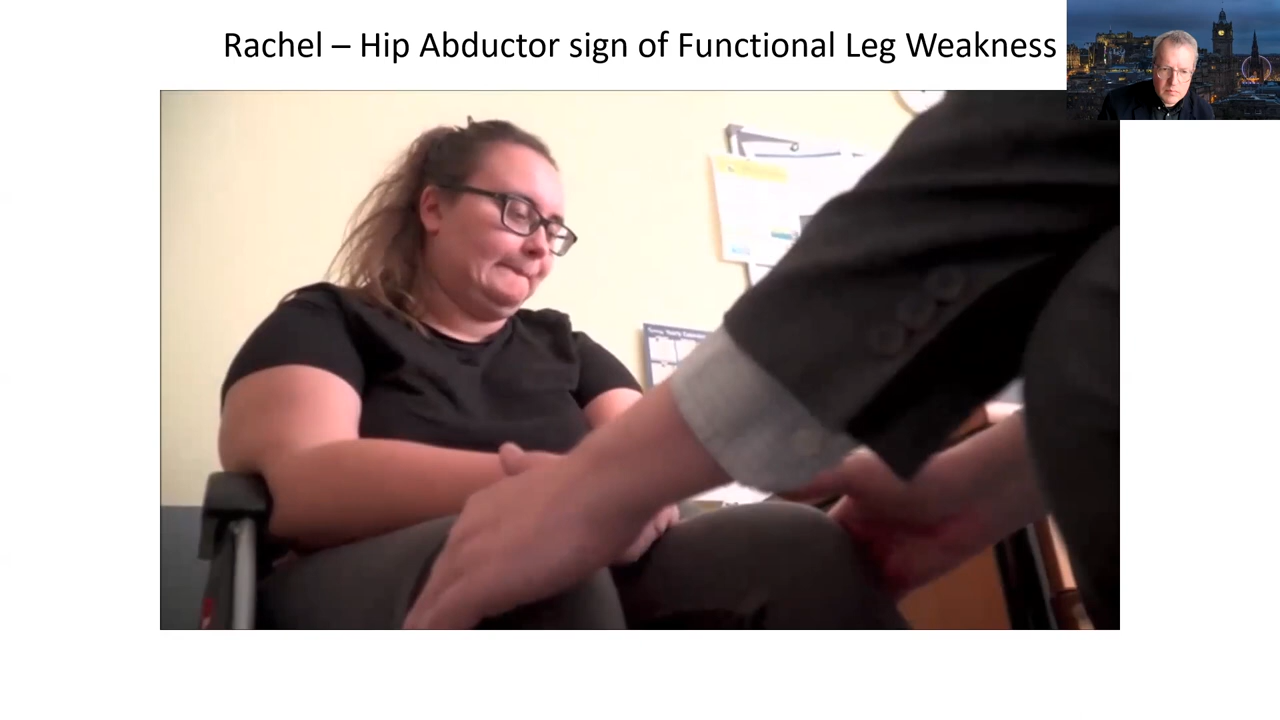 Rachel – Hip Abductor sign of Functional Leg Weakness